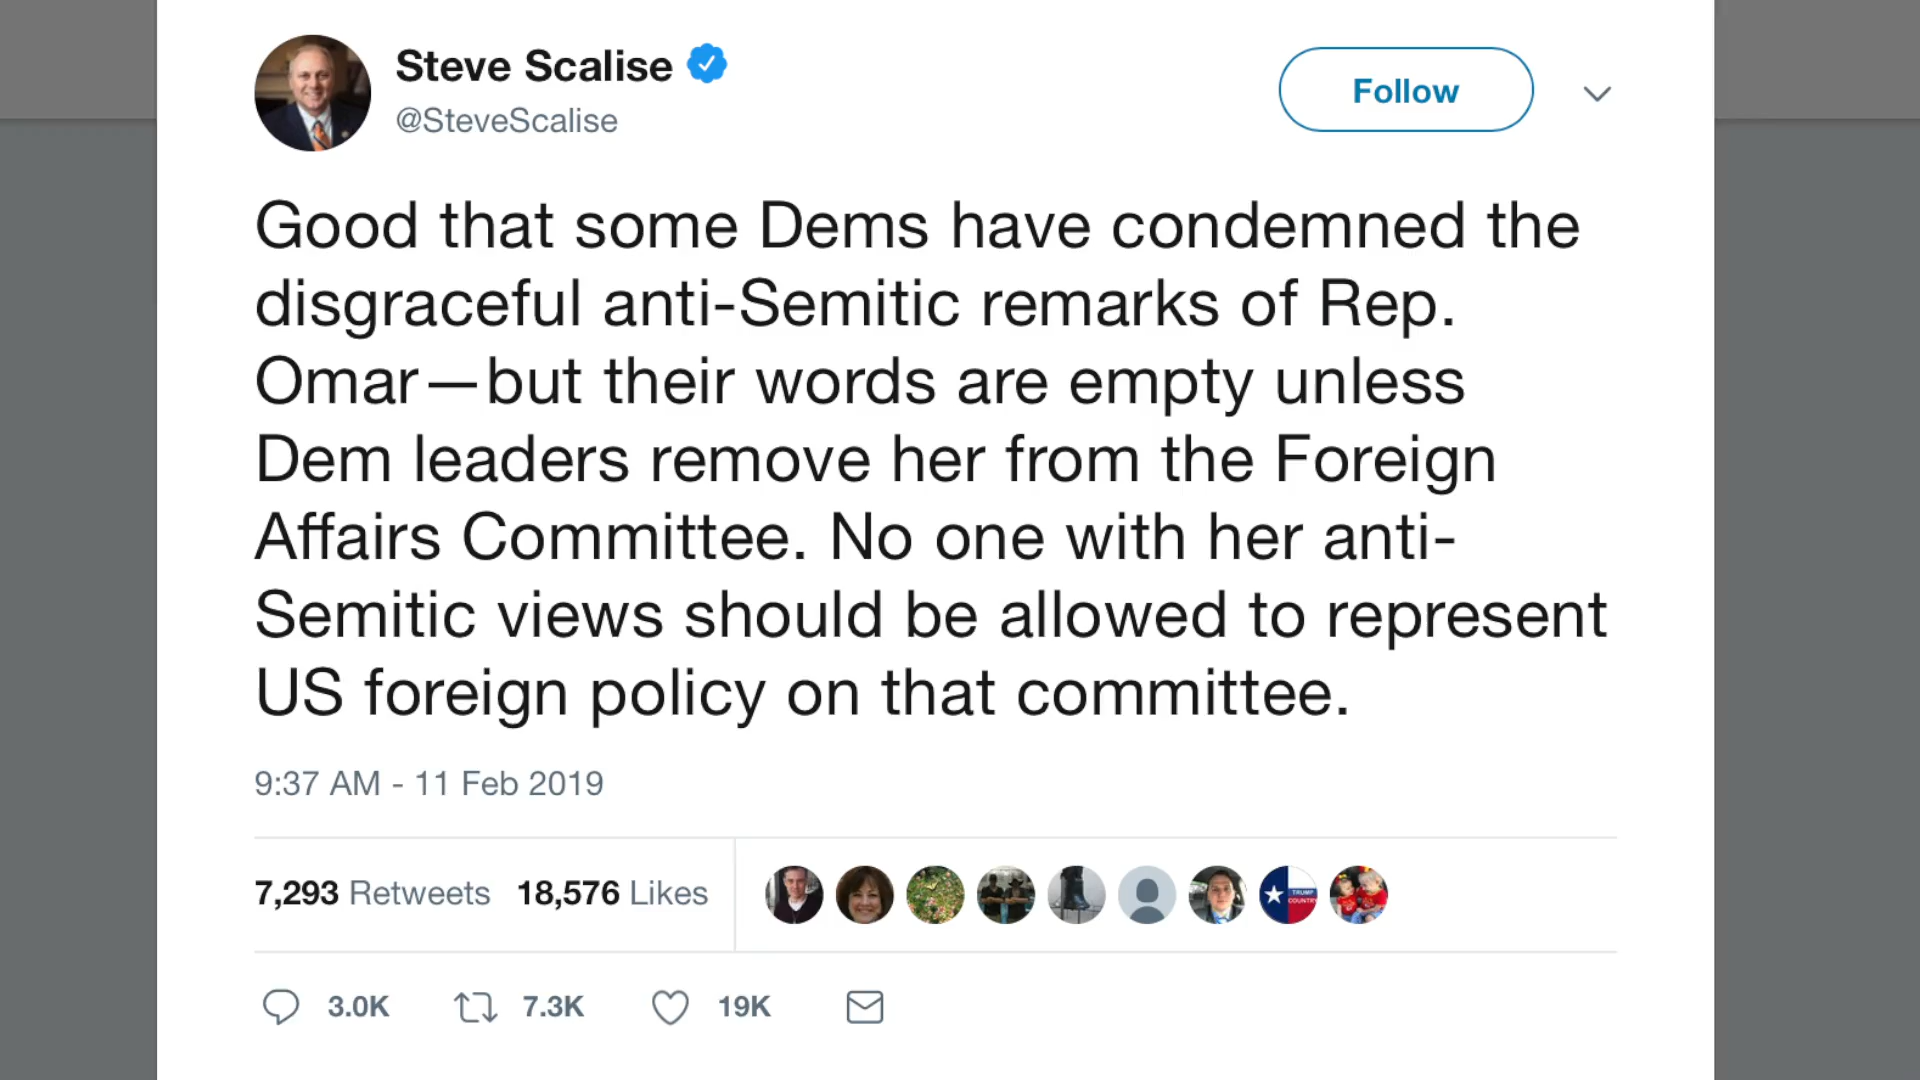 Steve Scalise
@SteveScalise
Follow
Good that some Dems have condemned the
disgraceful anti-Semitic remarks of Rep.
Omar—but their words are empty unless
Dem leaders remove her from the Foreign
Affairs Committee. No one with her anti-
Semitic views should be allowed to represent
US foreign policy on that committee.
9:37 AM - 11 Feb 2019
7,293 Retweets 18,576 Likes
TRUMP
COUNTRY
3.0K 7.3K 19K